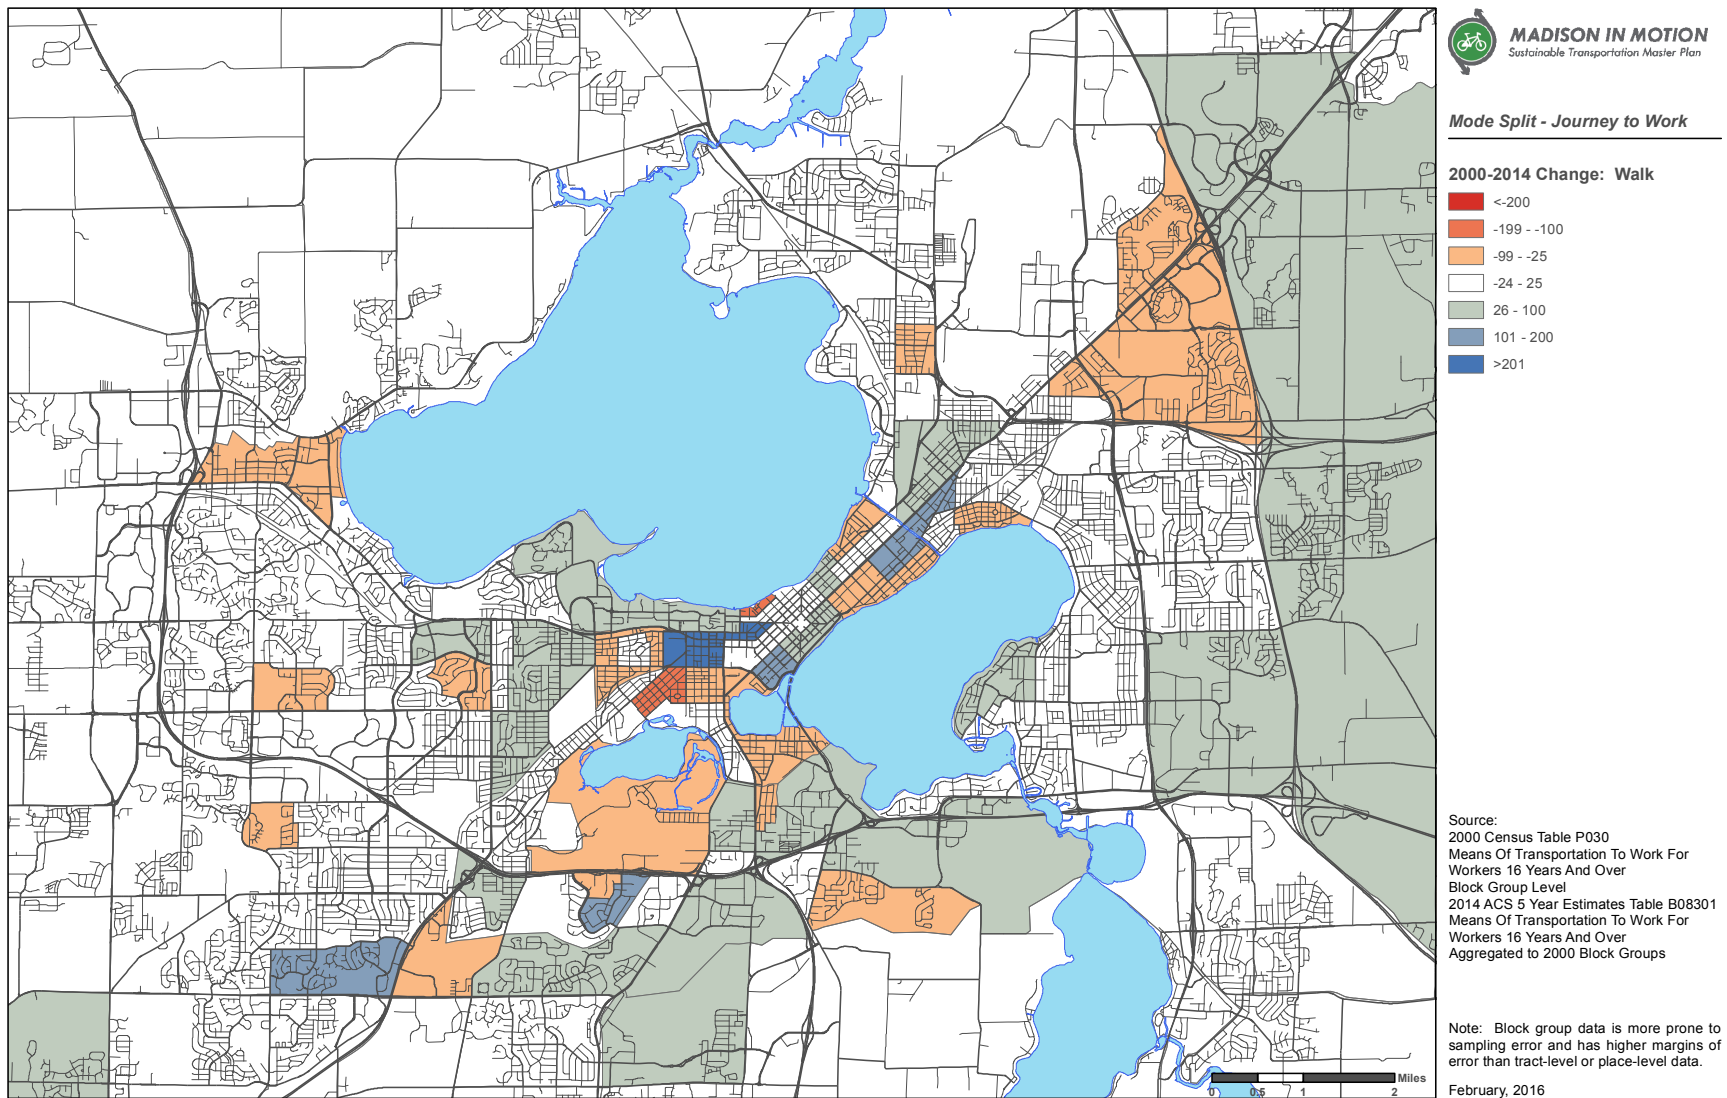 MADISON IN MOTION
Sustainable Transportation Master Plan
Mode Split - Journey to Work
2000-2014 Change: Walk
<-200
-199 - -100
-99 - -25
-24 - 25
26 - 100
101 - 200
>201
Source:
2000 Census Table P030
Means Of Transportation To Work For
Workers 16 Years And Over
Block Group Level
2014 ACS 5 Year Estimates Table B08301
Means Of Transportation To Work For
Workers 16 Years And Over
Aggregated to 2000 Block Groups
Note: Block group data is more prone to
sampling error and has higher margins of
error than tract-level or place-level data.
February, 2016
Miles
0 0.5 1 2